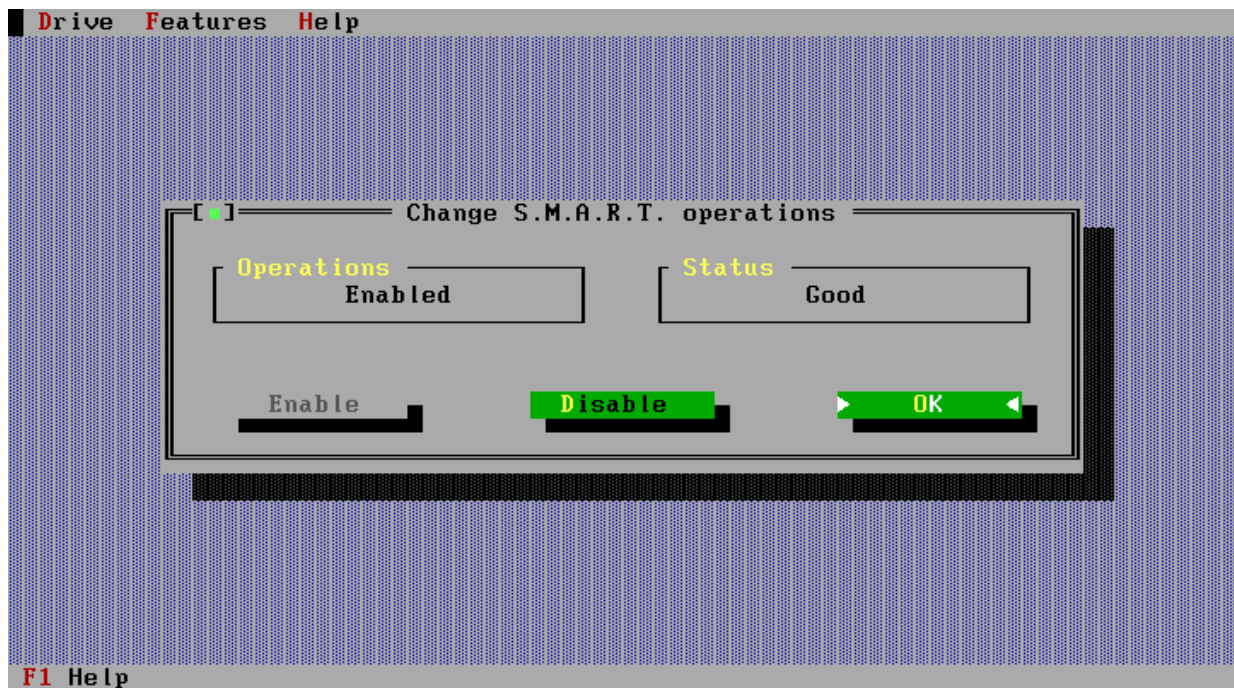 Drive Features Help
Change S.M.A.R.T. operations
Operations Status
Enabled Good
Enable Disable OK
F1 Help